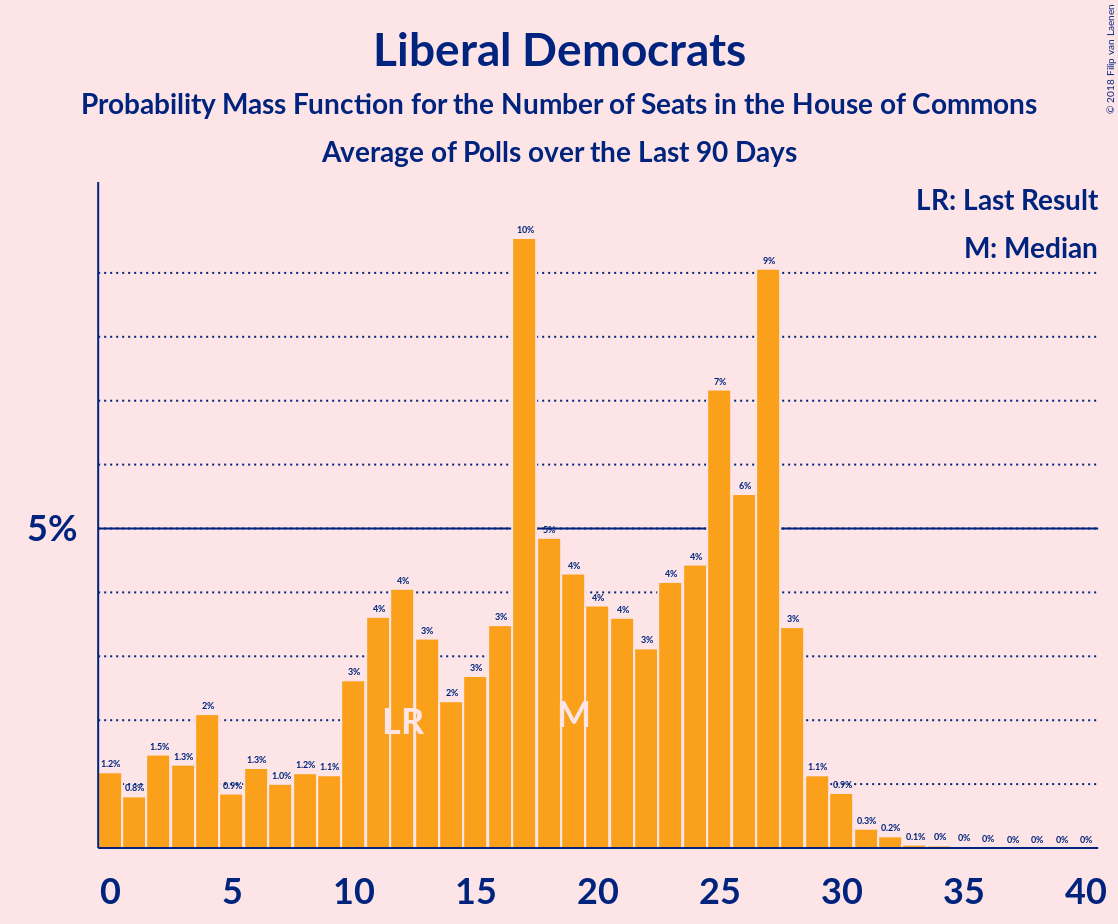 Liberal Democrats
Probability Mass Function for the Number of Seats in the House of Commons
Average of Polls over the Last 90 Days
© 2018 Filip van Laenen
LR: Last Result
M: Median
5%
1.2% 0.8% 1.5% 1.3% 2% 0.9% 1.3% 1.0% 1.2% 1.1% 3% 4% 4% 3% 2% 3% 3% 10% 5% 4% 4% 4% 3% 4% 4% 7% 6% 9% 3% 1.1% 0.9% 0.3% 0.2% 0.1% 0% 0% 0% 0% 0% 0% 0%
LR M
0 5 10 15 20 25 30 35 40